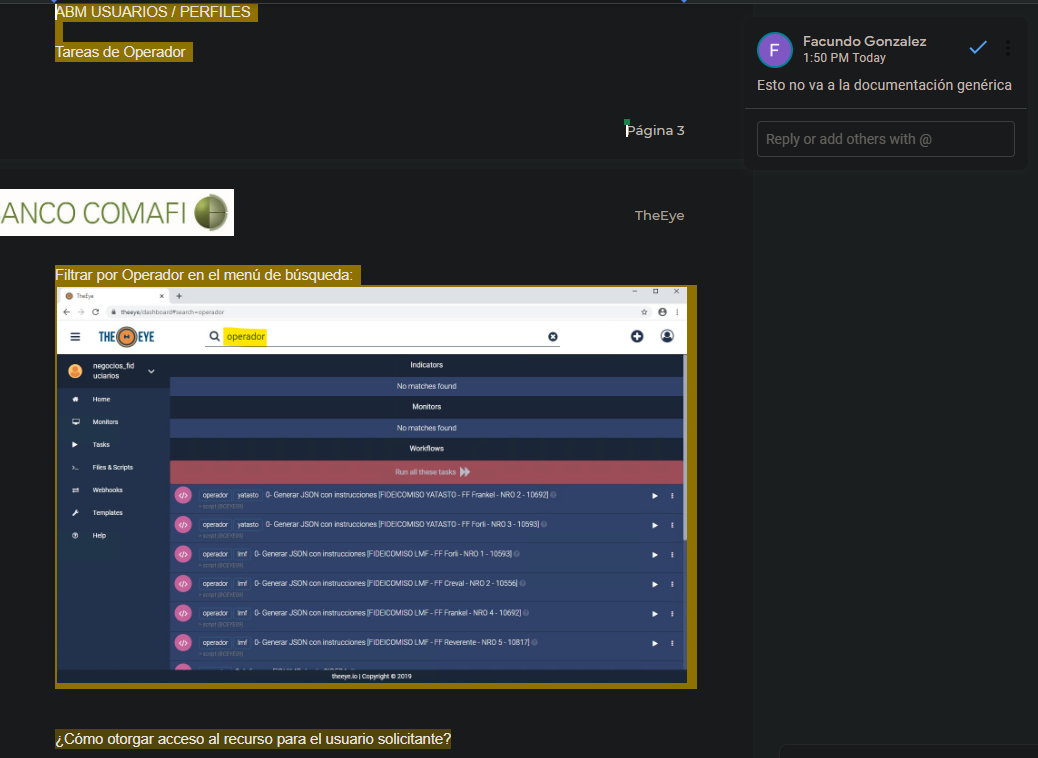 ABM USUARIOS / PERFILES
Tareas de Operador
Página 3
F
Facundo Gonzalez
1:50 PM Today
Esto no va a la documentación genérica
Reply or add others with @
ANCO COMAFI
TheEye
Filtrar por Operador en el menú de búsqueda:
TheEye
theeye/dashboard#search=operador
THE EYE
operador
negocios_fid
uciarios
Home
Monitors
Tasks
Files & Scripts
Webhooks
Templates
Help
Indicators
No matches found
Monitors
No matches found
Workflows
Run all these tasks
operador yatasto 0- Generar JSON con instrucciones [FIDEICOMISO YATASTO - FF Frankel - NRO 2 - 10692]
operador yatasto 0- Generar JSON con instrucciones [FIDEICOMISO YATASTO - FF Forli - NRO 3 - 10593]
operador lmf 0- Generar JSON con instrucciones [FIDEICOMISO LMF - FF Forli - NRO 1 - 10593]
operador lmf 0- Generar JSON con instrucciones [FIDEICOMISO LMF - FF Creval - NRO 2 - 10556]
operador lmf 0- Generar JSON con instrucciones [FIDEICOMISO LMF - FF Frankel - NRO 4 - 10692]
operador lmf 0- Generar JSON con instrucciones [FIDEICOMISO LMF - FF Reverente - NRO 5 - 10817]
theeye.io | Copyright © 2019
¿Cómo otorgar acceso al recurso para el usuario solicitante?